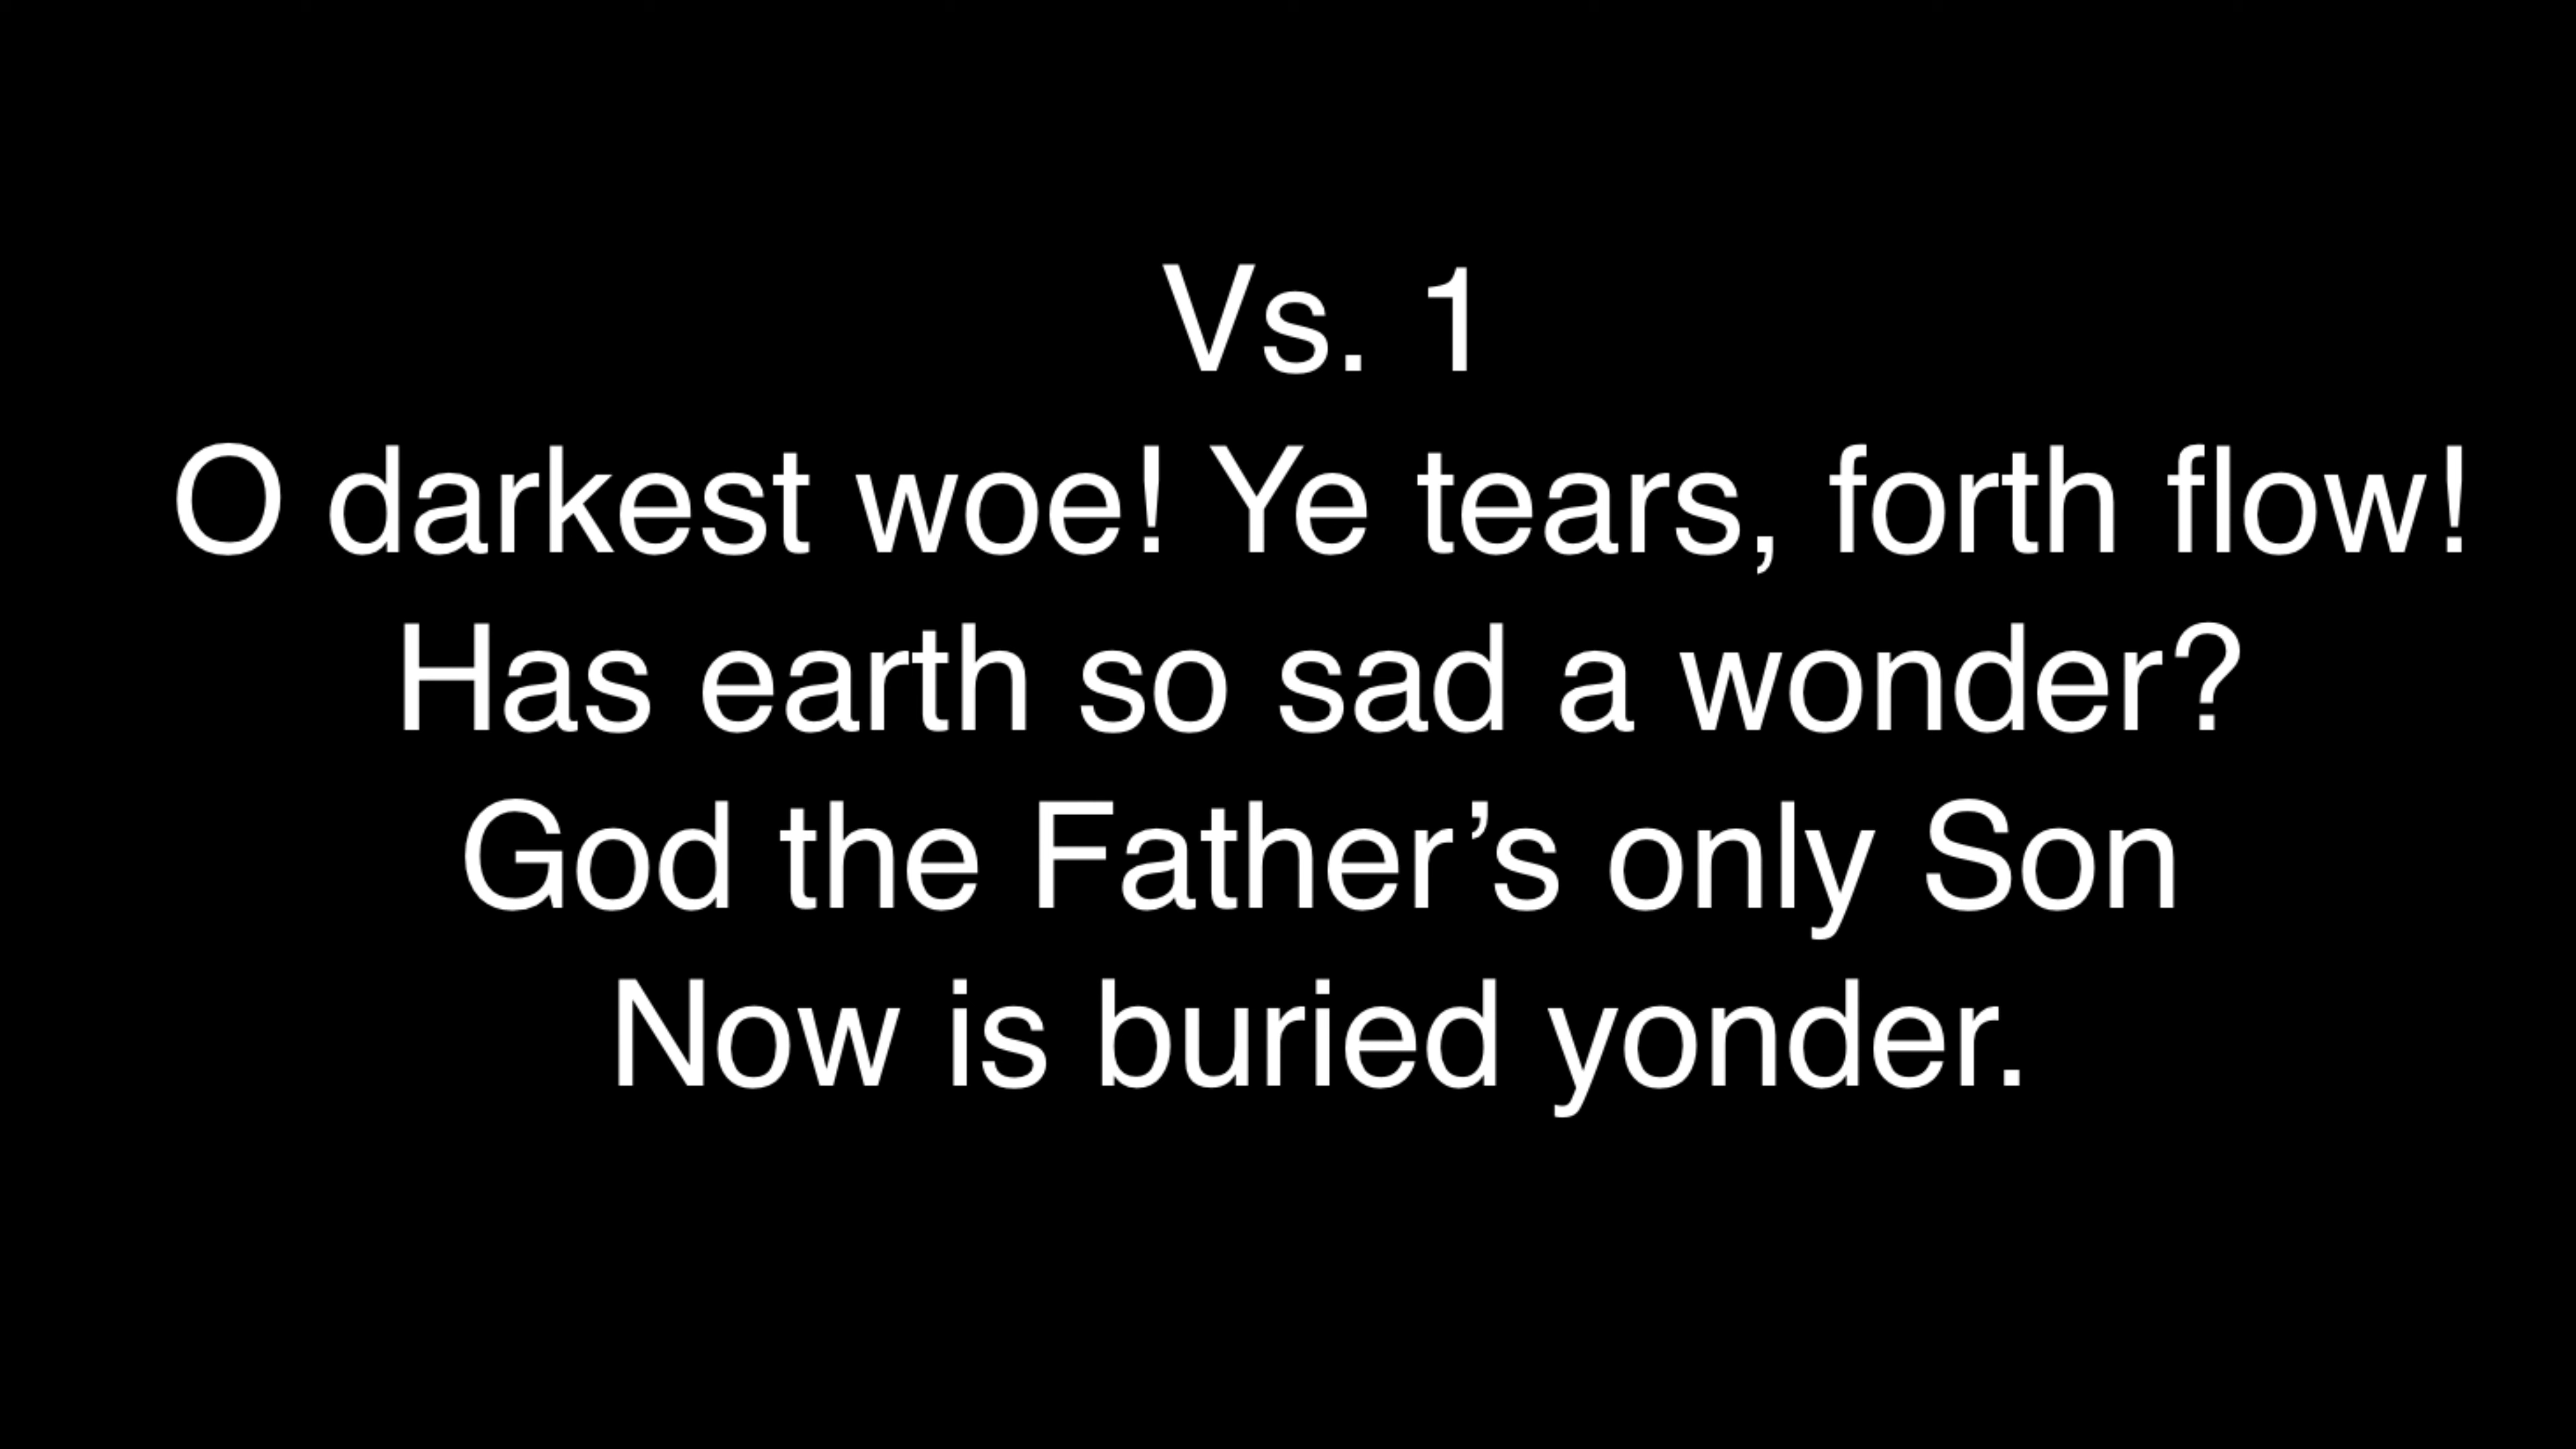 Vs. 1
O darkest woe! Ye tears, forth flow!
Has earth so sad a wonder?
God the Father’s only Son
Now is buried yonder.